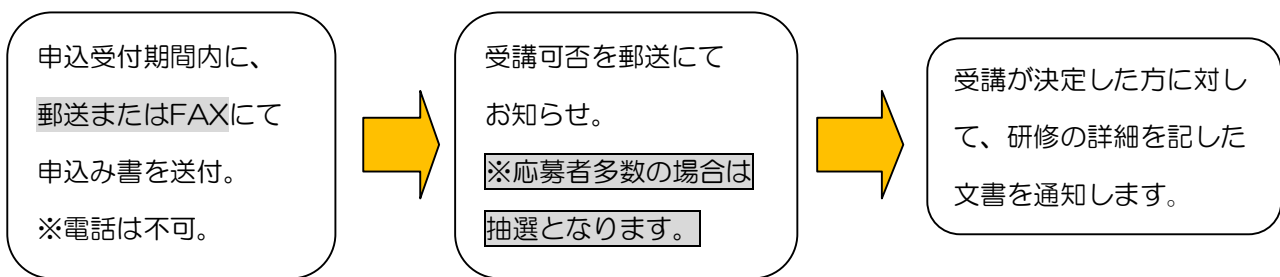 申込受付期間内に、
郵送またはFAXにて
申込み書を送付。
※電話は不可。
受講可否を郵送にて
お知らせ。
※応募者多数の場合は
抽選となります。
受講が決定した方に対し
て、研修の詳細を記した
文書を通知します。